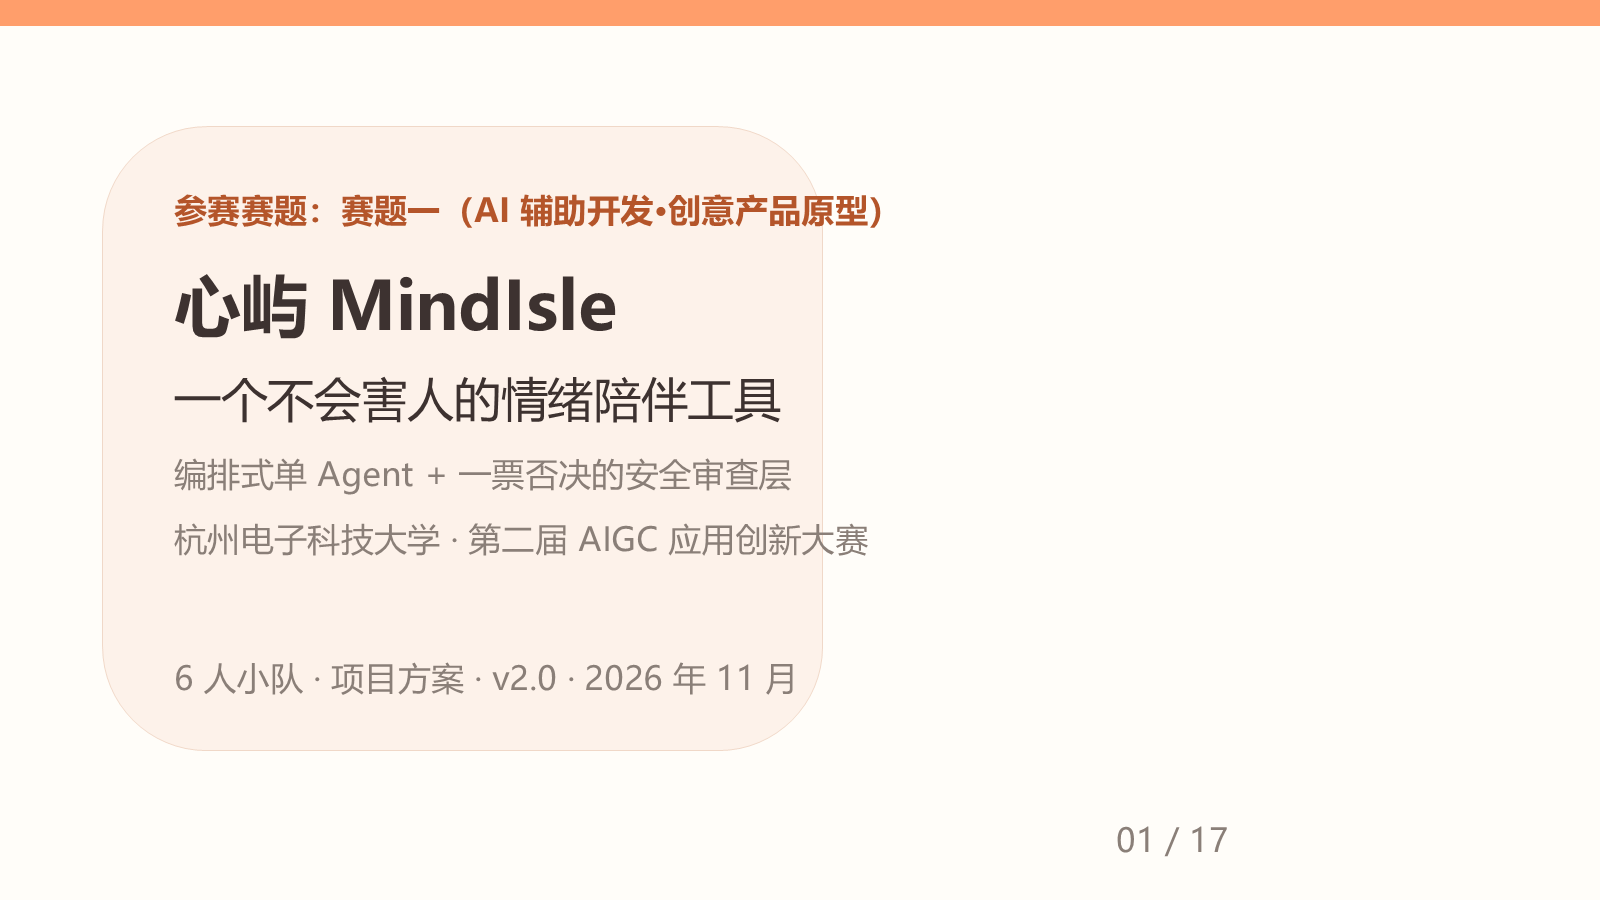 参赛赛题：赛题一（AI 辅助开发·创意产品原型）
心屿 MindIsle
一个不会害人的情绪陪伴工具
编排式单 Agent + 一票否决的安全审查层
杭州电子科技大学 · 第二届 AIGC 应用创新大赛
6 人小队 · 项目方案 · v2.0 · 2026 年 11 月
01 / 17